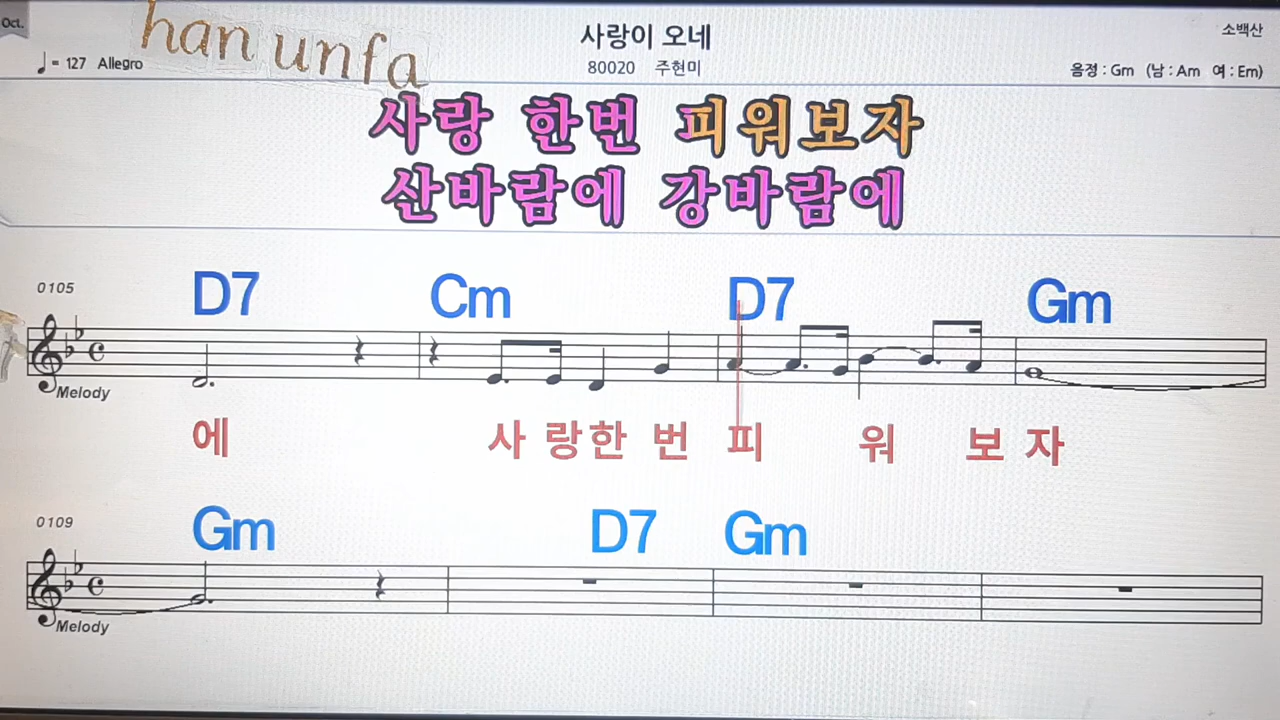 Oct.
han unfa
사랑이 오네
소백산
♩= 127 Allegro
80020 주현미
음정 : Gm (남 : Am 여 : Em)
사랑 한번 피워보자
산바람에 강바람에
0105
D7 Cm D7 Gm
Melody
에 사 랑한 번 피 워 보 자
0109
Gm D7 Gm
Melody